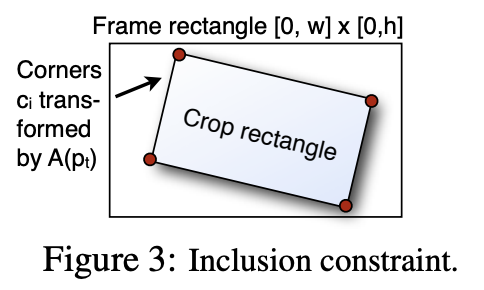 Frame rectangle [0, w] x [0,h]
Corners
cᵢ trans-
formed
by A(pₜ)
Crop rectangle
Figure 3: Inclusion constraint.